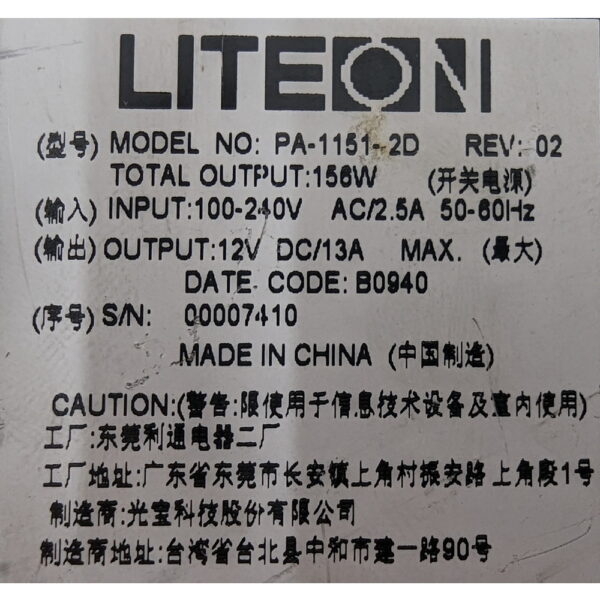 LITEON
(型号) MODEL NO: PA-1151-2D REV: 02
TOTAL OUTPUT:156W (开关电源)
(输入) INPUT:100-240V AC/2.5A 50-60Hz
(输出) OUTPUT:12V DC/13A MAX. (最大)
DATE CODE: B0940
(序号) S/N: 00007410
MADE IN CHINA (中国制造)
CAUTION:(警告:限使用于信息技术设备及室内使用)
工厂:东莞利通电器二厂
工厂地址:广东省东莞市长安镇上角村振安路上角段1号
制造商:光宝科技股份有限公司
制造商地址:台湾省台北县中和市建一路90号